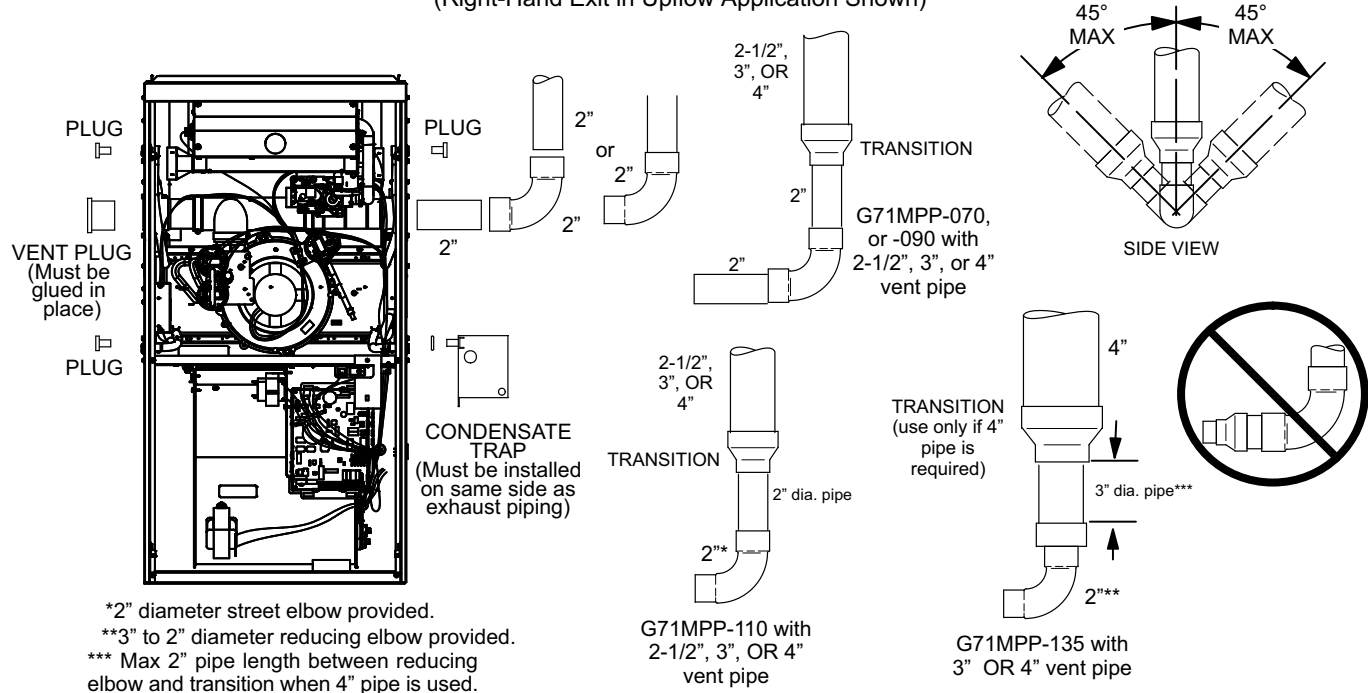 (Right-Hand Exit in Upflow Application Shown)
PLUG
VENT PLUG
(Must be
glued in
place)
PLUG
PLUG
2"
2"
or
2"
2"
CONDENSATE
TRAP
(Must be installed
on same side as
exhaust piping)
2-1/2",
3", OR
4"
TRANSITION
2"
2"
G71MPP-070,
or -090 with
2-1/2", 3", or 4"
vent pipe
45°
MAX
45°
MAX
SIDE VIEW
2-1/2",
3", OR
4"
TRANSITION
2" dia. pipe
2"*
G71MPP-110 with
2-1/2", 3", OR 4"
vent pipe
4"
TRANSITION
(use only if 4"
pipe is
required)
3" dia. pipe***
2"**
G71MPP-135 with
3" OR 4" vent pipe
*2" diameter street elbow provided.
**3" to 2" diameter reducing elbow provided.
*** Max 2" pipe length between reducing
elbow and transition when 4" pipe is used.